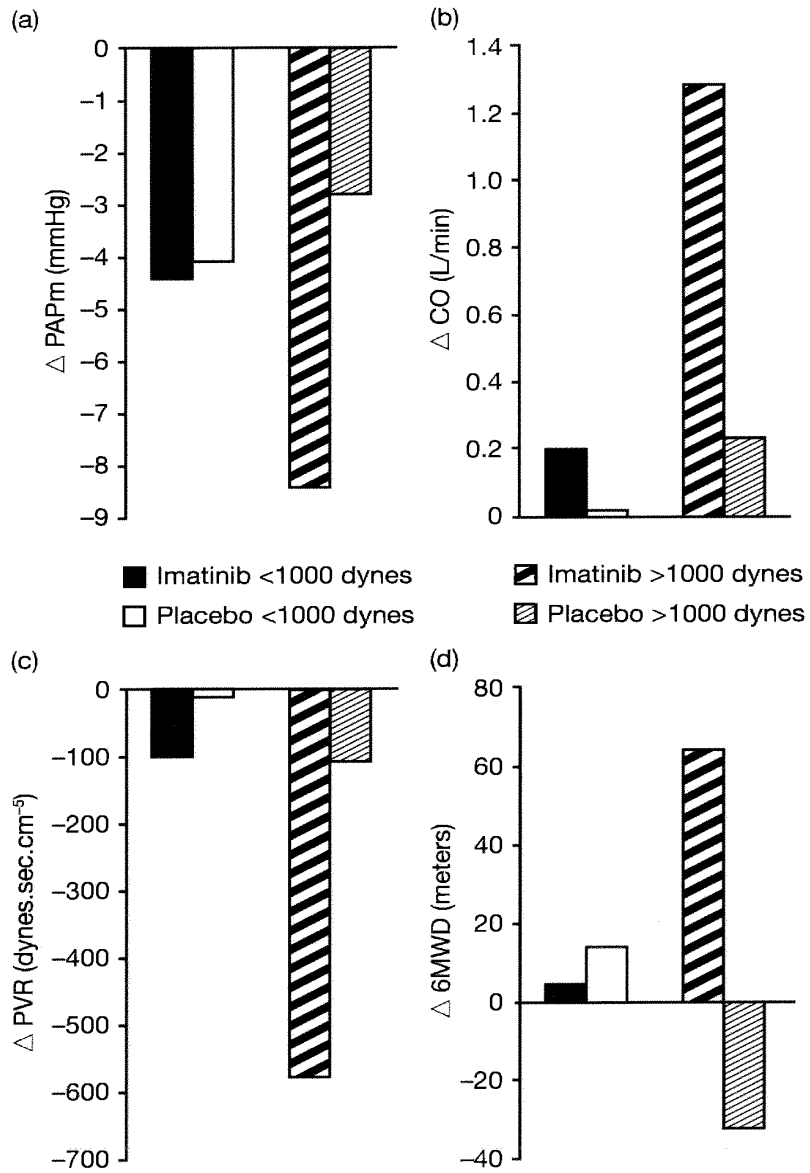 (a)
0
–1
–2
–3
–4
–5
–6
–7
–8
–9
△ PAPm (mmHg)
(b)
1.4
1.2
1.0
0.8
0.6
0.4
0.2
0
△ CO (L/min)
Imatinib <1000 dynes
Placebo <1000 dynes
Imatinib >1000 dynes
Placebo >1000 dynes
(c)
0
–100
–200
–300
–400
–500
–600
–700
△ PVR (dynes.sec.cm⁻⁵)
(d)
80
60
40
20
0
–20
–40
△ 6MWD (meters)